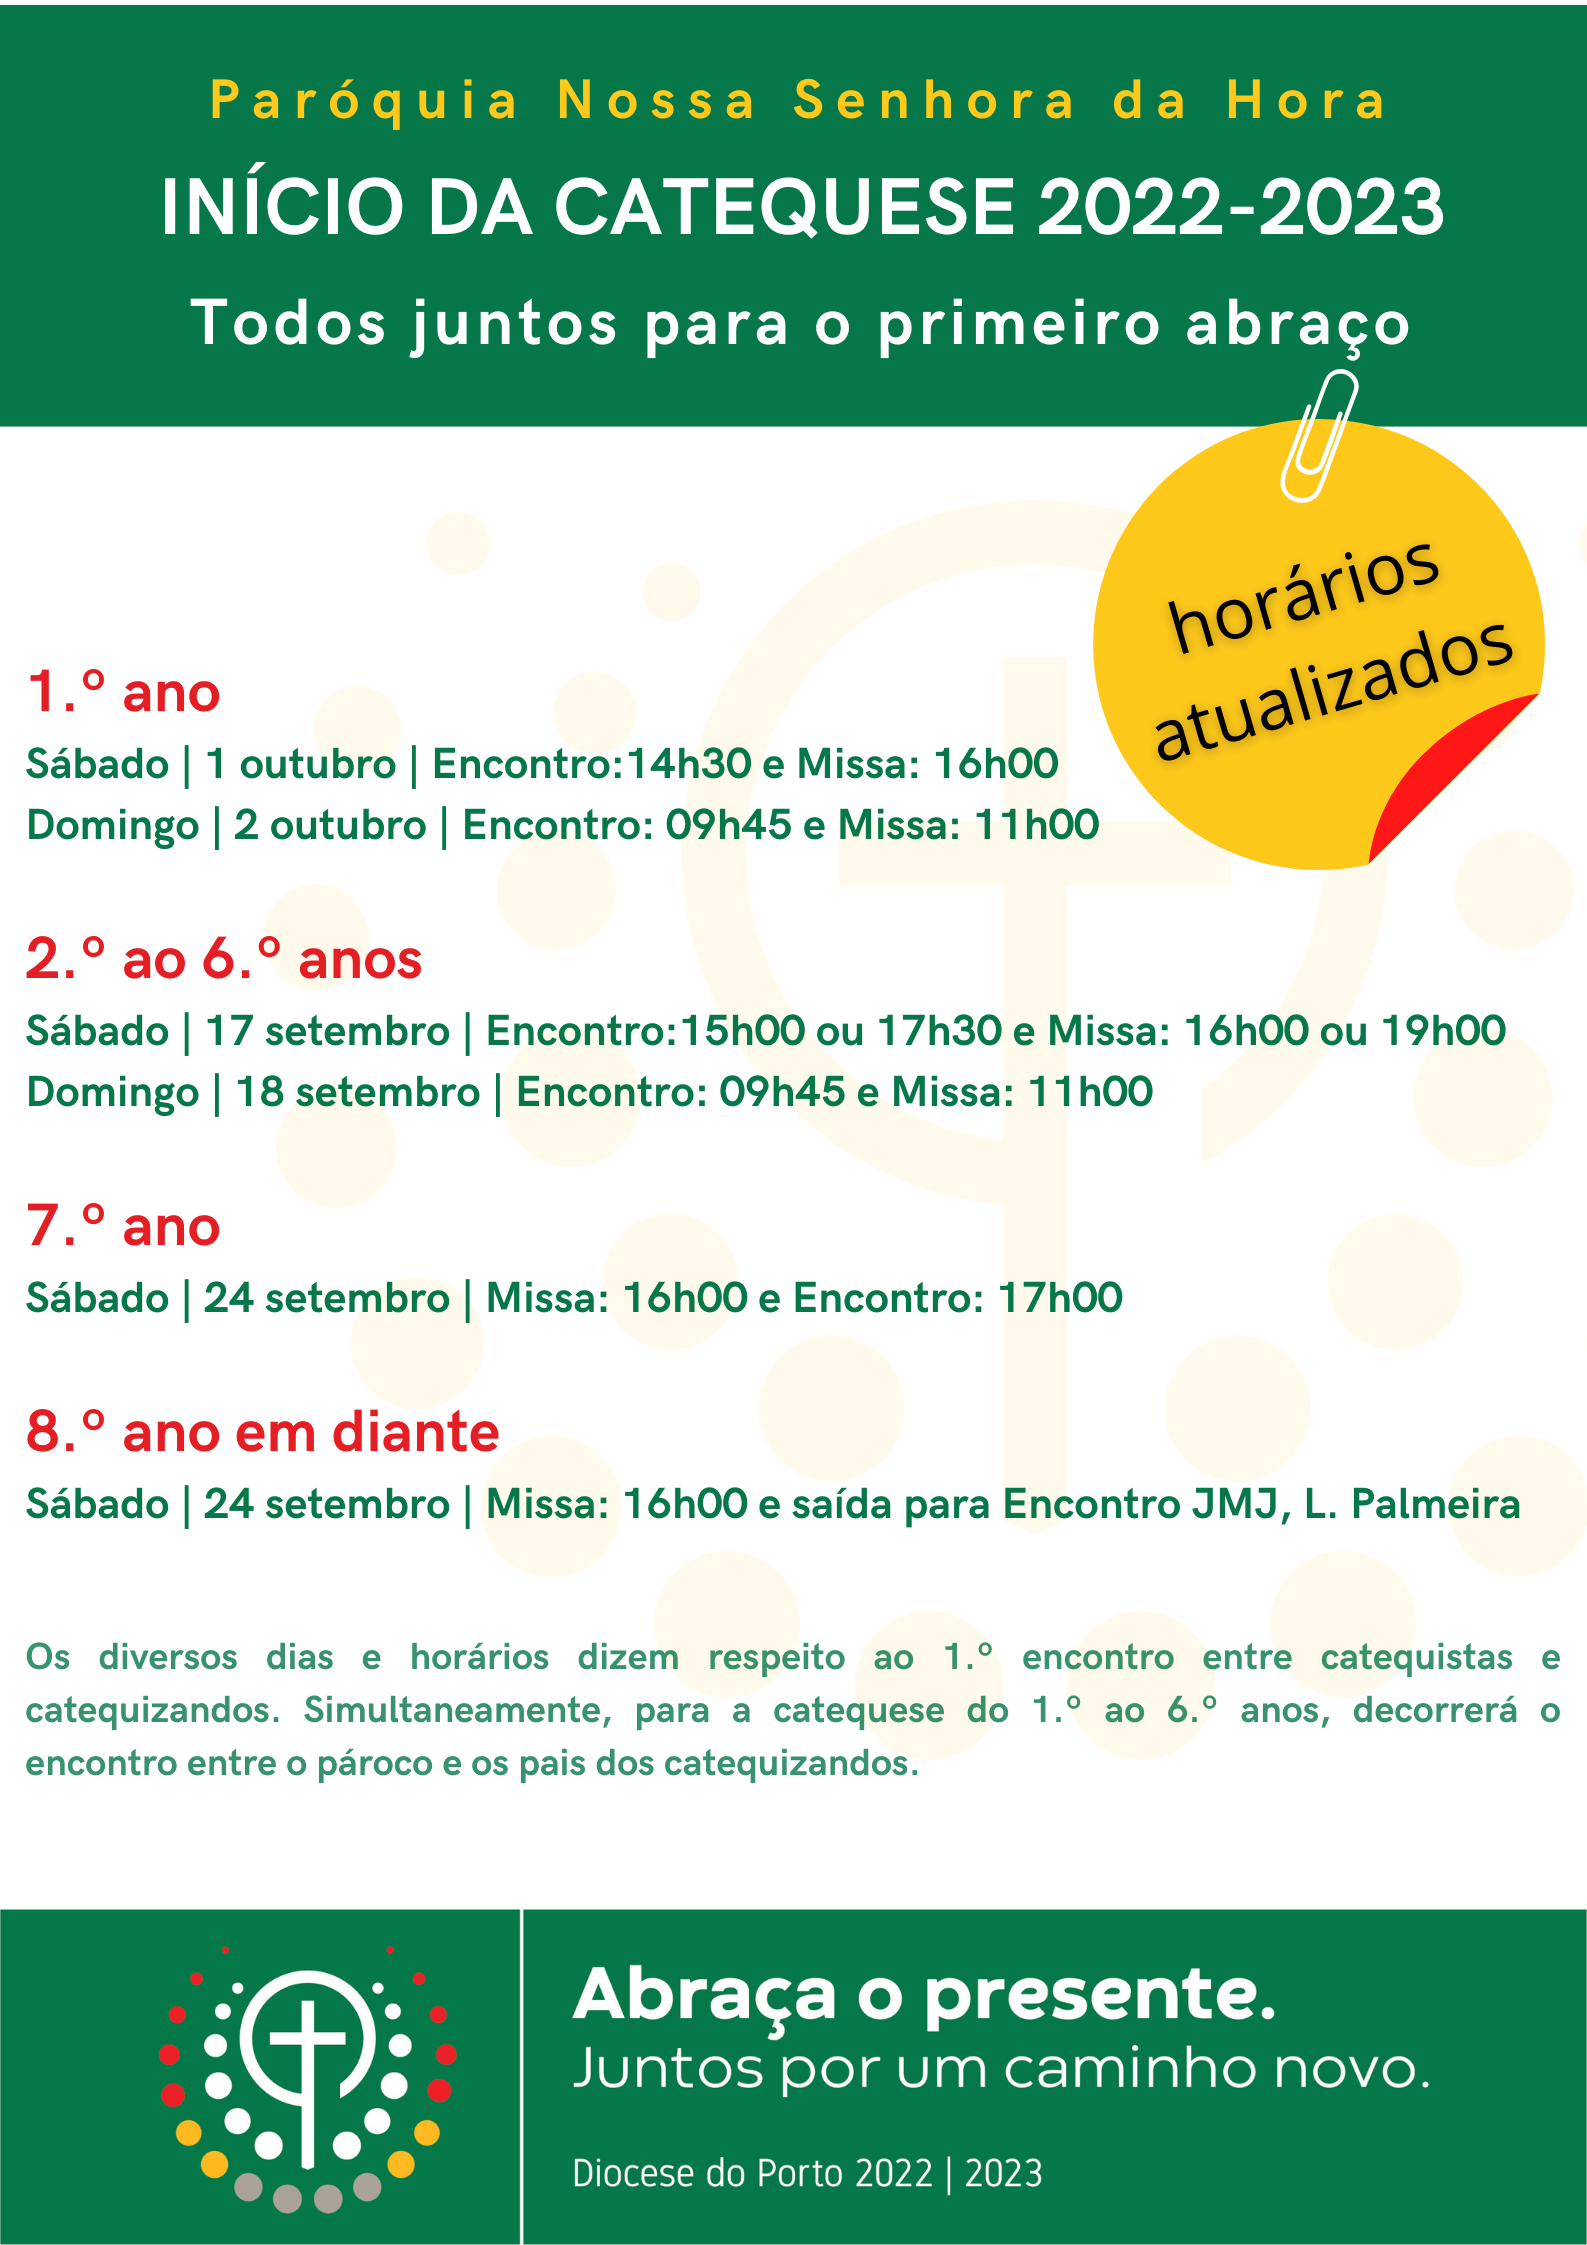 Paróquia Nossa Senhora da Hora
INÍCIO DA CATEQUESE 2022-2023
Todos juntos para o primeiro abraço
horários
atualizados
1.º ano
Sábado | 1 outubro | Encontro:14h30 e Missa: 16h00
Domingo | 2 outubro | Encontro: 09h45 e Missa: 11h00
2.º ao 6.º anos
Sábado | 17 setembro | Encontro:15h00 ou 17h30 e Missa: 16h00 ou 19h00
Domingo | 18 setembro | Encontro: 09h45 e Missa: 11h00
7.º ano
Sábado | 24 setembro | Missa: 16h00 e Encontro: 17h00
8.º ano em diante
Sábado | 24 setembro | Missa: 16h00 e saída para Encontro JMJ, L. Palmeira
Os diversos dias e horários dizem respeito ao 1.º encontro entre catequistas e
catequizandos. Simultaneamente, para a catequese do 1.º ao 6.º anos, decorrerá o
encontro entre o pároco e os pais dos catequizandos.
Abraça o presente.
Juntos por um caminho novo.
Diocese do Porto 2022 | 2023